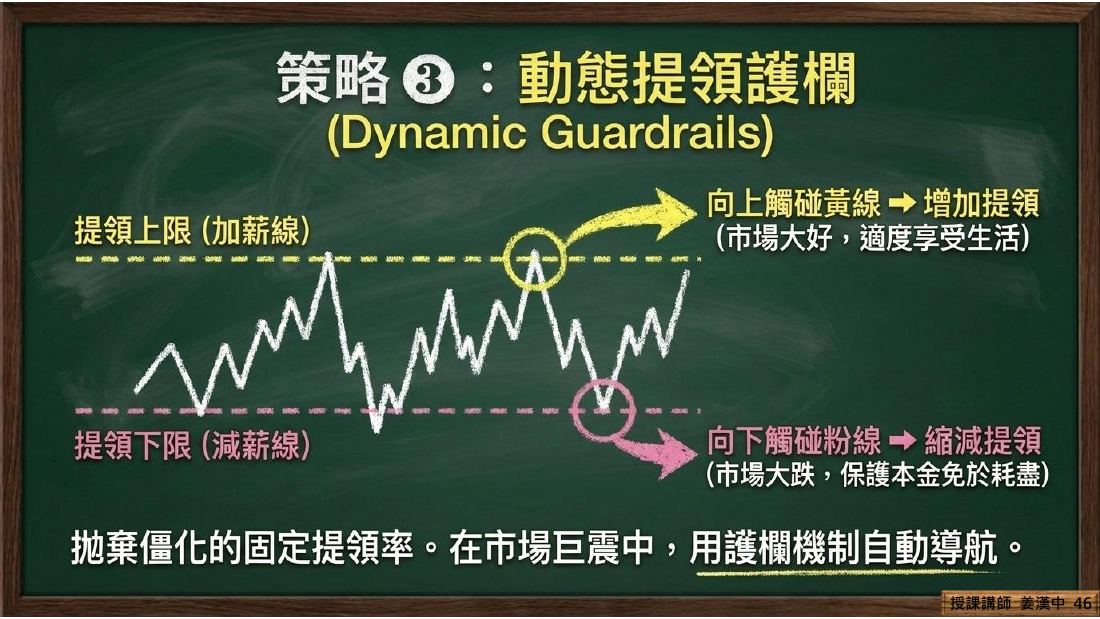 策略❸：動態提領護欄
(Dynamic Guardrails)
提領上限 (加薪線)
向上觸碰黃線➡增加提領
(市場大好，適度享受生活)
提領下限 (減薪線)
向下觸碰粉線➡縮減提領
(市場大跌，保護本金免於耗盡)
拋棄僵化的固定提領率。在市場巨震中，用護欄機制自動導航。
授課講師 姜漢中 46